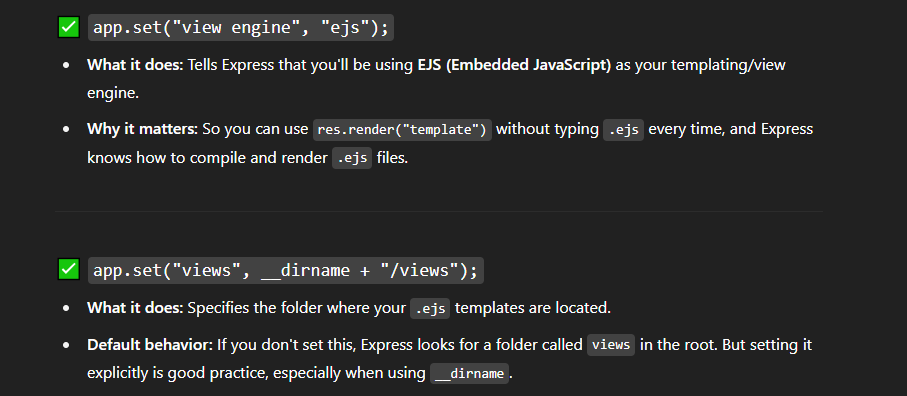 ✅ app.set("view engine", "ejs");
• What it does: Tells Express that you'll be using EJS (Embedded JavaScript) as your templating/view
engine.
• Why it matters: So you can use res.render("template") without typing .ejs every time, and Express
knows how to compile and render .ejs files.
✅ app.set("views", __dirname + "/views");
• What it does: Specifies the folder where your .ejs templates are located.
• Default behavior: If you don't set this, Express looks for a folder called views in the root. But setting it
explicitly is good practice, especially when using __dirname.